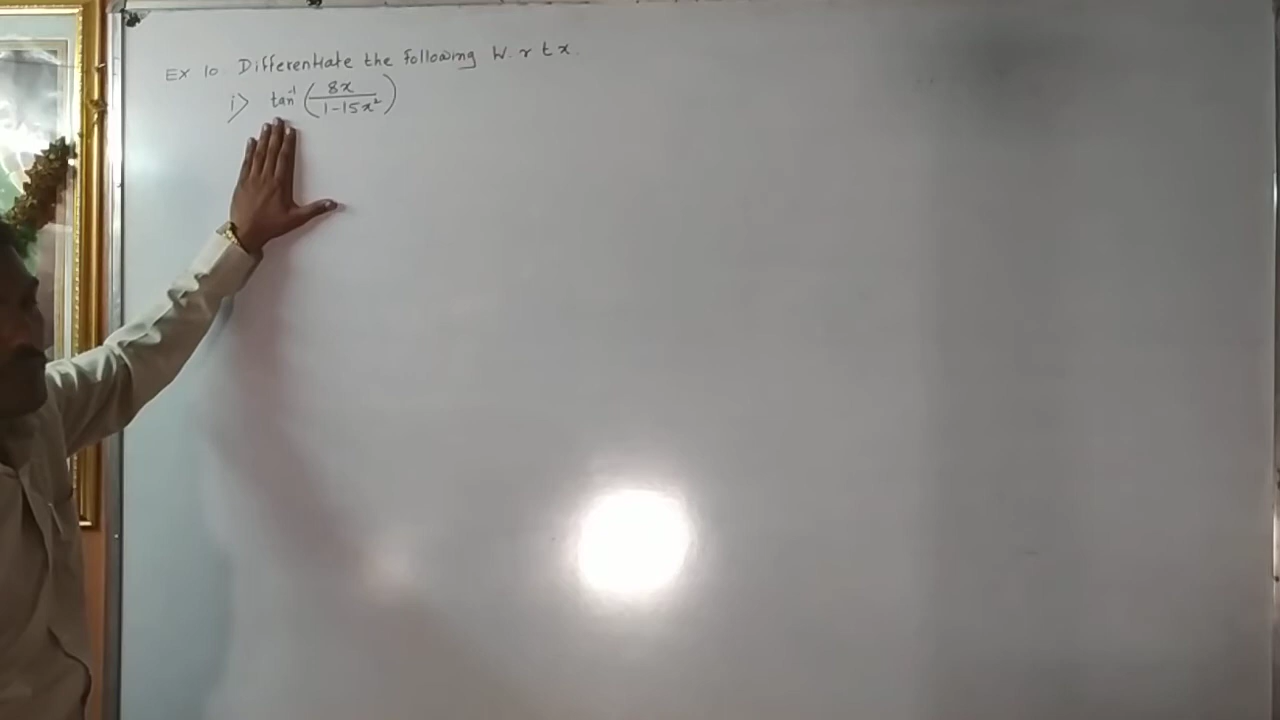 Ex 10. Differentiate the following W.r t x.
i> tan⁻¹ (8x / 1-15x²)